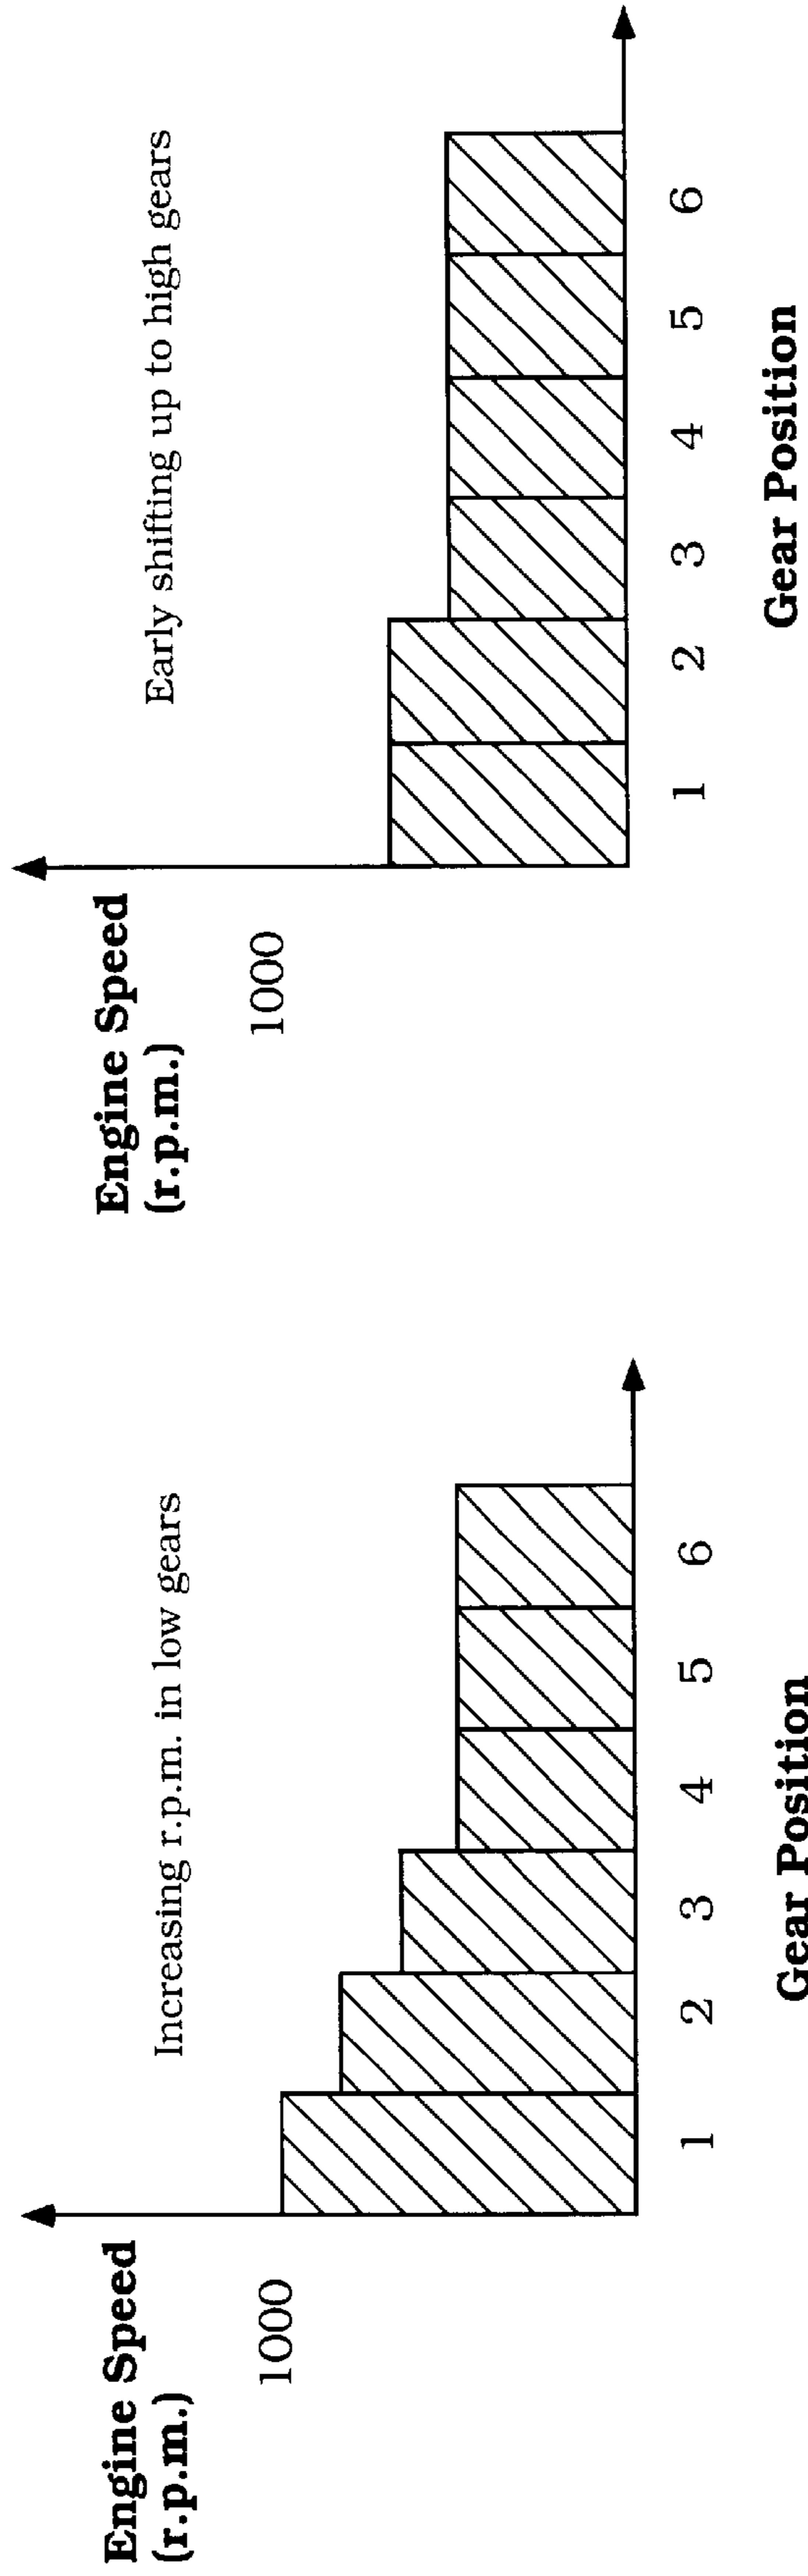 Engine Speed
(r.p.m.)
1000
Increasing r.p.m. in low gears
1 2 3 4 5 6
Gear Position
Engine Speed
(r.p.m.)
1000
Early shifting up to high gears
1 2 3 4 5 6
Gear Position